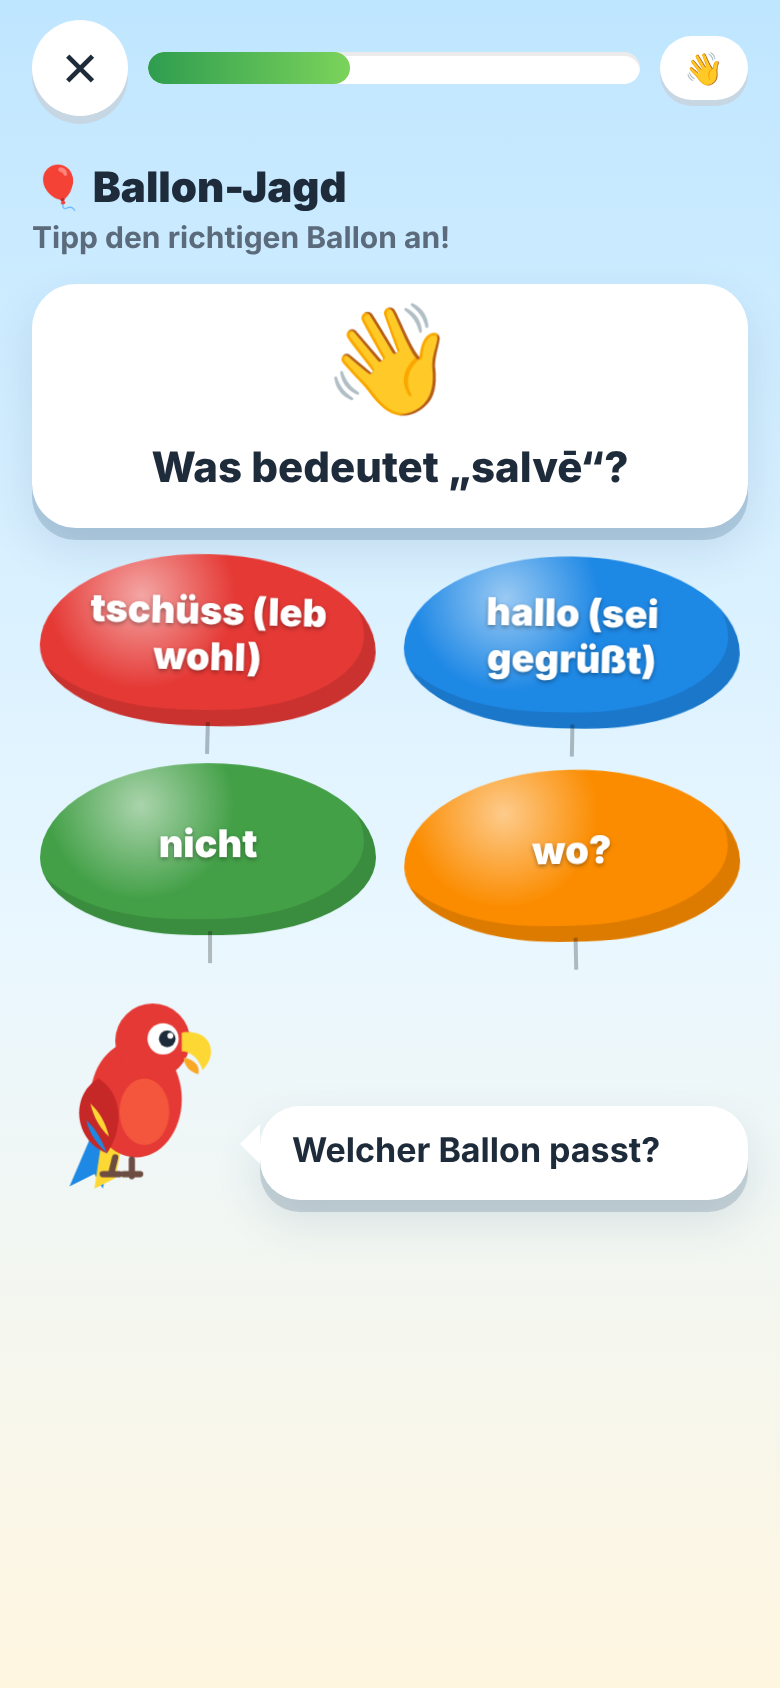 Ballon-Jagd
Tipp den richtigen Ballon an!
Was bedeutet „salvē“?
tschüss (leb
wohl)
hallo (sei
gegrüßt)
nicht
wo?
Welcher Ballon passt?